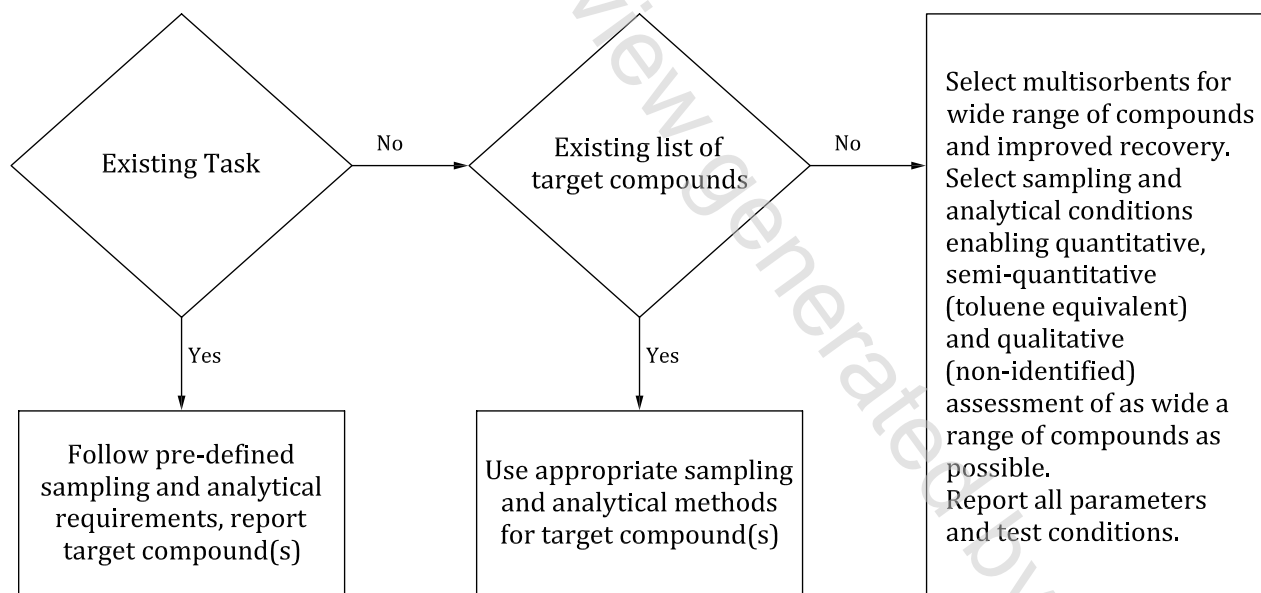 Existing Task
No
Existing list of
target compounds
No
Select multisorbents for
wide range of compounds
and improved recovery.
Select sampling and
analytical conditions
enabling quantitative,
semi-quantitative
(toluene equivalent)
and qualitative
(non-identified)
assessment of as wide a
range of compounds as
possible.
Report all parameters
and test conditions.
Yes
Yes
Follow pre-defined
sampling and analytical
requirements, report
target compound(s)
Use appropriate sampling
and analytical methods
for target compound(s)
view generated by